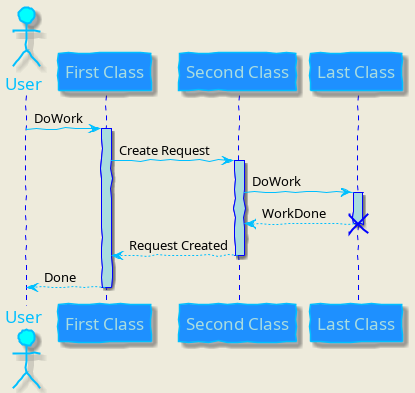 User
First Class
Second Class
Last Class
DoWork
Create Request
DoWork
WorkDone
Request Created
Done
User
First Class
Second Class
Last Class